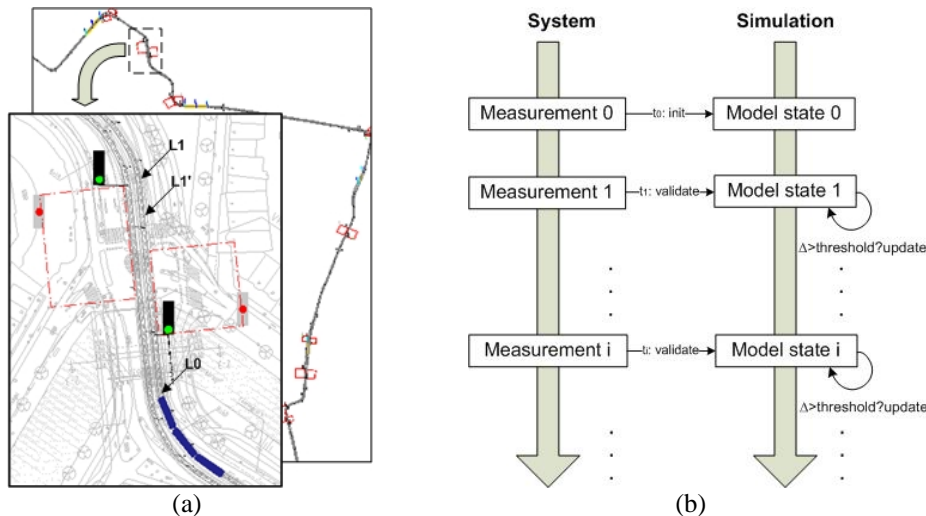 L1
L1'
L0
(a)
System
Simulation
Measurement 0
t0: init
Model state 0
Measurement 1
t1: validate
Model state 1
Δ>threshold?update
Measurement i
ti: validate
Model state i
Δ>threshold?update
(b)